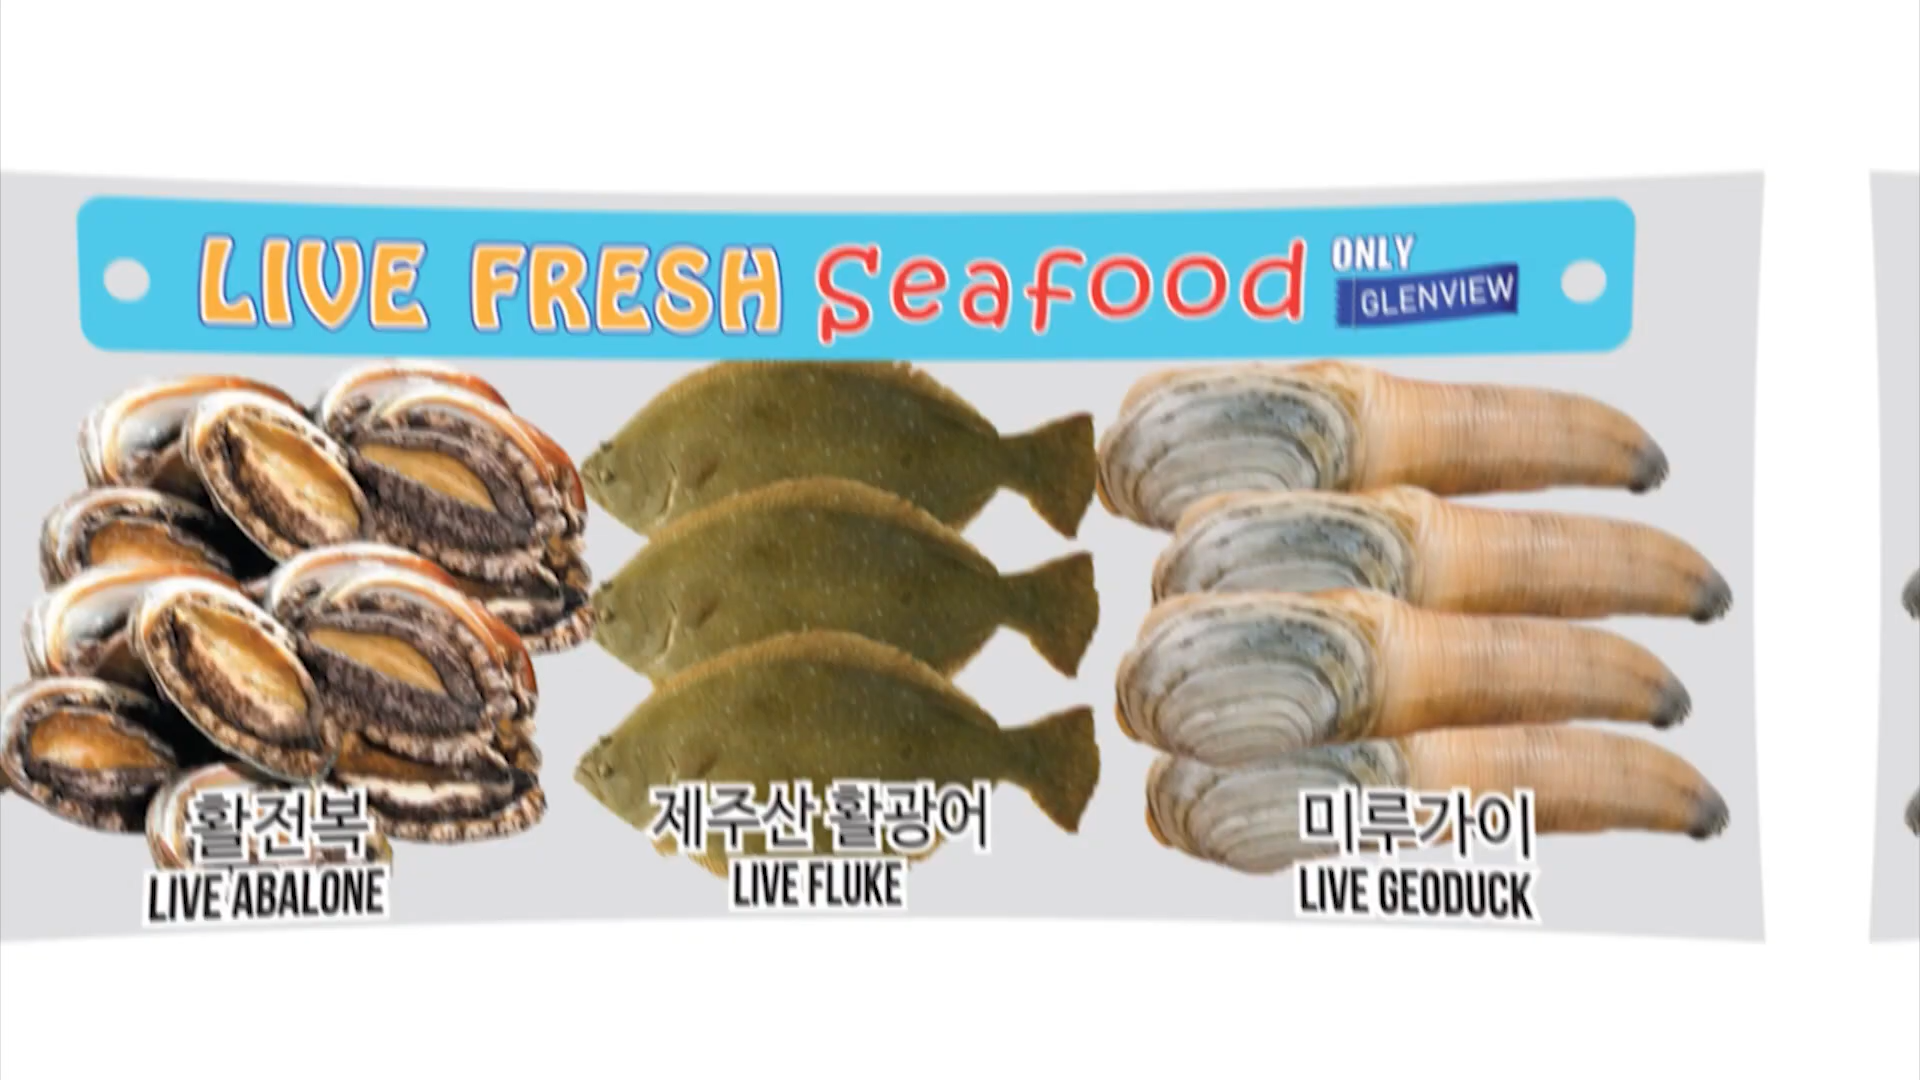 LIVE FRESH Seafood
ONLY
GLENVIEW
활전복
LIVE ABALONE
제주산 활광어
LIVE FLUKE
미루가이
LIVE GEODUCK